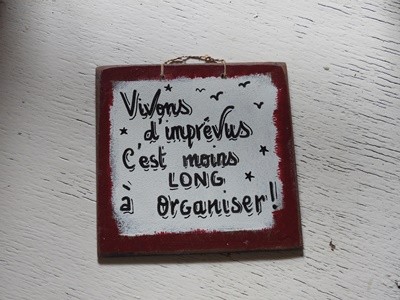 Vivons
d'imprévus
C'est moins
LONG
à organiser!